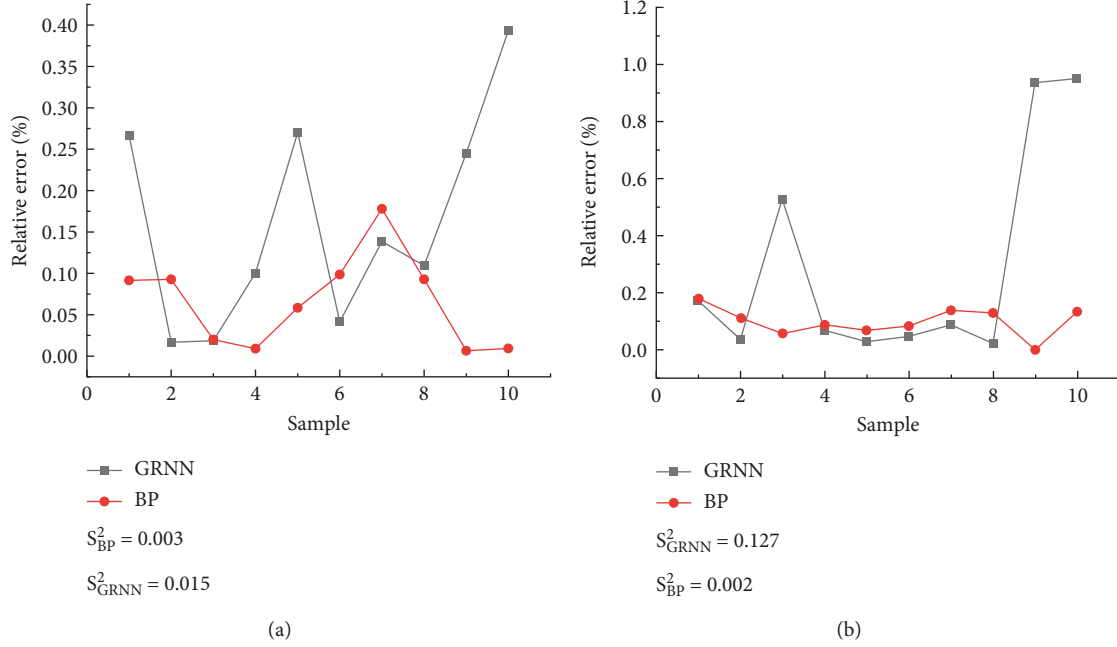 0.40
0.35
0.30
0.25
0.20
0.15
0.10
0.05
0.00
Relative error (%)
0 2 4 6 8 10
Sample
GRNN
BP
S²BP = 0.003
S²GRNN = 0.015
(a)
1.2
1.0
0.8
0.6
0.4
0.2
0.0
Relative error (%)
0 2 4 6 8 10
Sample
GRNN
BP
S²GRNN = 0.127
S²BP = 0.002
(b)